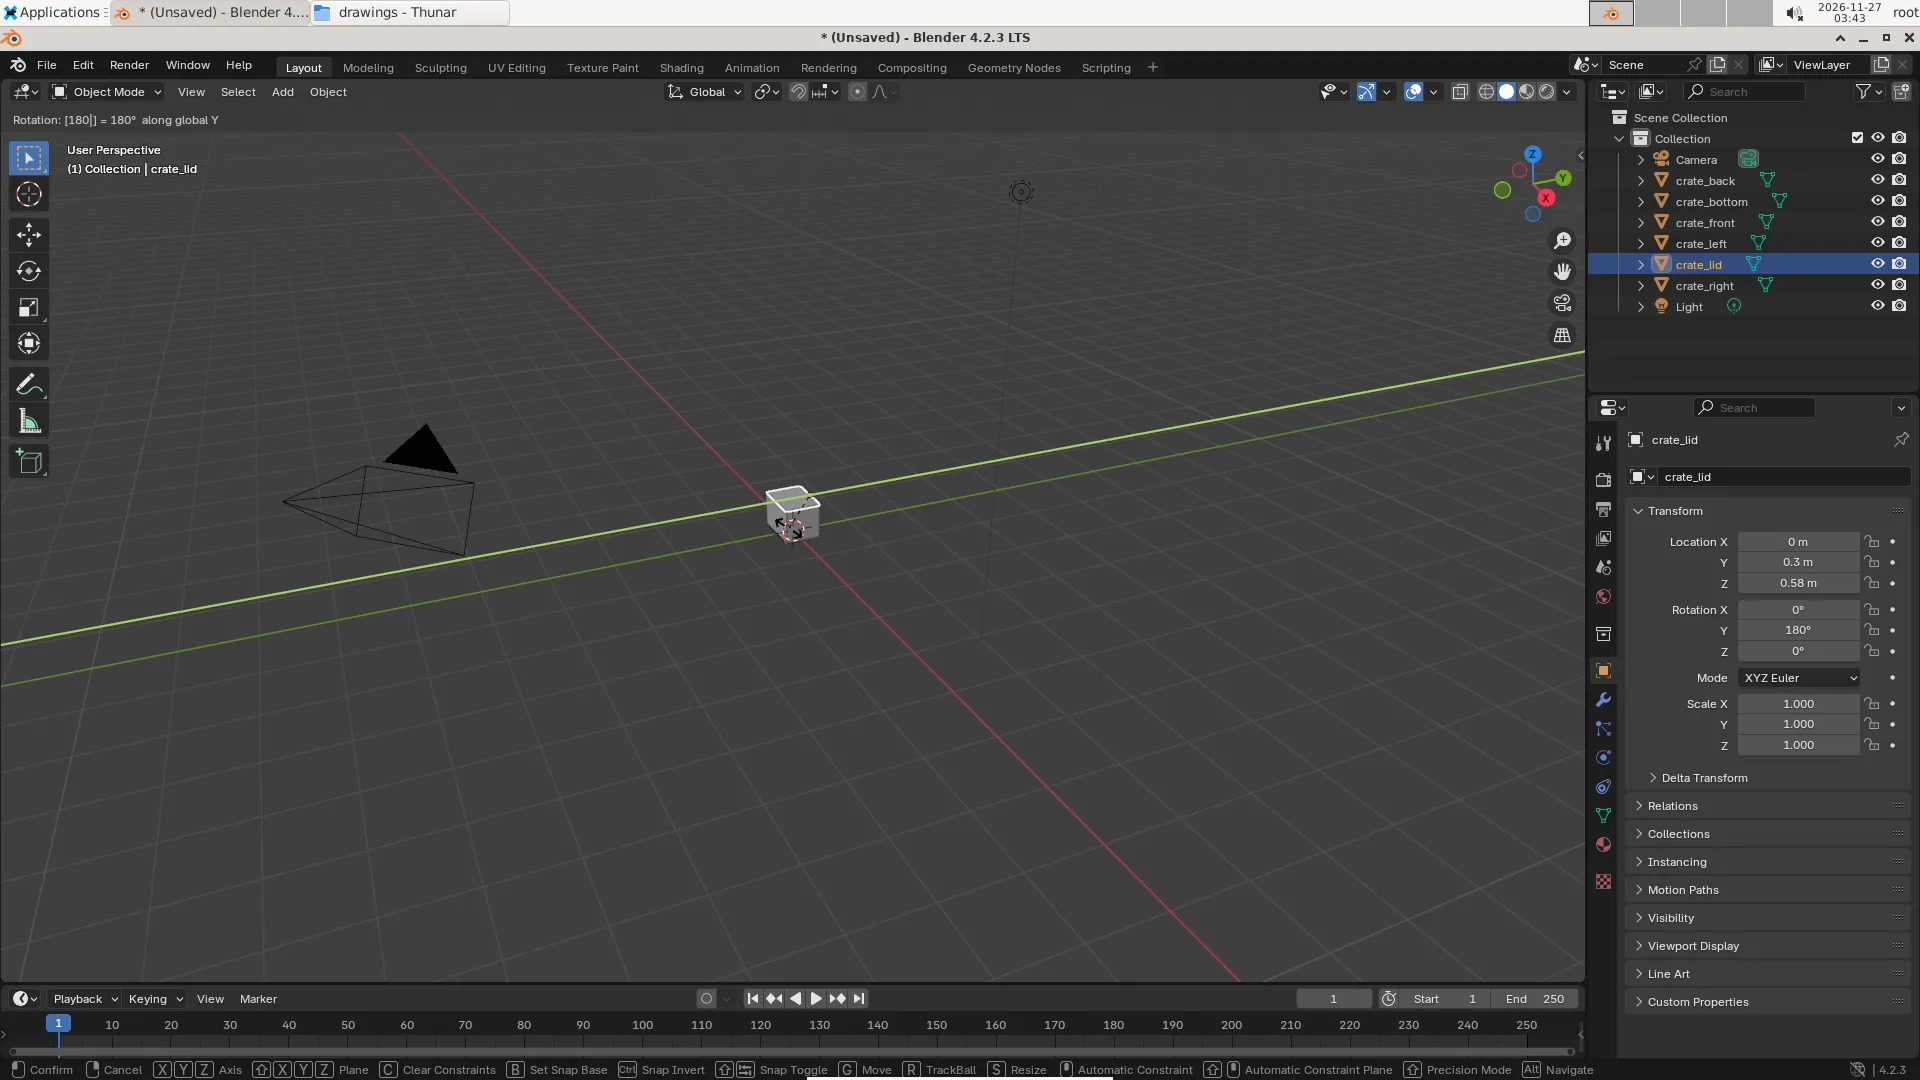 Applications
* (Unsaved) - Blender 4....
drawings - Thunar
2026-11-27
03:43
root
* (Unsaved) - Blender 4.2.3 LTS
File Edit Render Window Help
Layout Modeling Sculpting UV Editing Texture Paint Shading Animation Rendering Compositing Geometry Nodes Scripting
Scene
ViewLayer
Object Mode View Select Add Object
Global
Search
Rotation: [180|] = 180° along global Y
User Perspective
(1) Collection | crate_lid
Z
Y
X
Scene Collection
Collection
Camera
crate_back
crate_bottom
crate_front
crate_left
crate_lid
crate_right
Light
Search
crate_lid
crate_lid
Transform
Location X 0 m
Y 0.3 m
Z 0.58 m
Rotation X 0°
Y 180°
Z 0°
Mode XYZ Euler
Scale X 1.000
Y 1.000
Z 1.000
Delta Transform
Relations
Collections
Instancing
Motion Paths
Visibility
Viewport Display
Line Art
Custom Properties
Playback Keying View Marker
1 Start 1 End 250
1 10 20 30 40 50 60 70 80 90 100 110 120 130 140 150 160 170 180 190 200 210 220 230 240 250
Confirm Cancel X Y Z Axis X Y Z Plane C Clear Constraints B Set Snap Base Ctrl Snap Invert Snap Toggle G Move R TrackBall S Resize Automatic Constraint Automatic Constraint Plane Precision Mode Alt Navigate 4.2.3